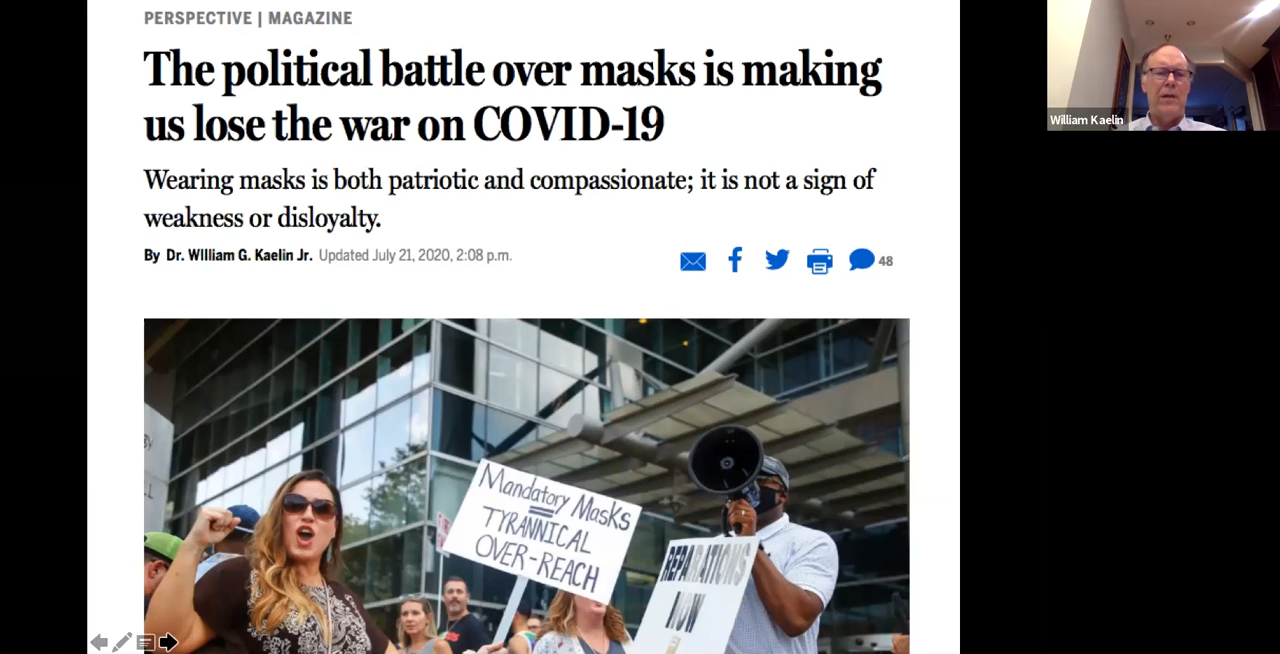 PERSPECTIVE | MAGAZINE
The political battle over masks is making
us lose the war on COVID-19
Wearing masks is both patriotic and compassionate; it is not a sign of
weakness or disloyalty.
By Dr. WIlliam G. Kaelin Jr. Updated July 21, 2020, 2:08 p.m.
48
William Kaelin
Mandatory Masks
TYRANNICAL
OVER-REACH
REPARATIONS
NOW